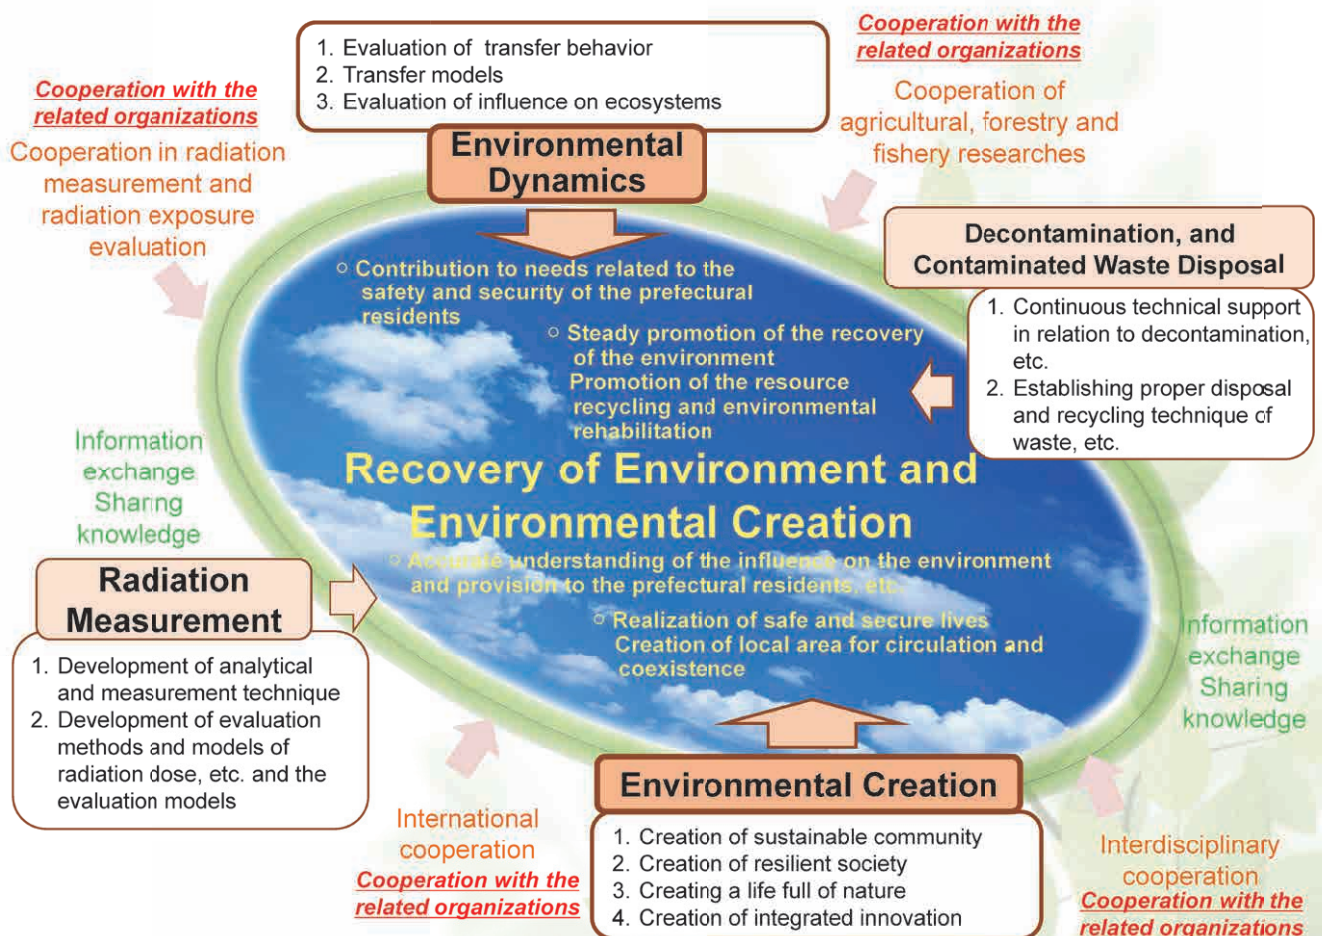 1. Evaluation of transfer behavior
2. Transfer models
3. Evaluation of influence on ecosystems
Environmental
Dynamics
Cooperation with the
related organizations
Cooperation of
agricultural, forestry and
fishery researches
Cooperation with the
related organizations
Cooperation in radiation
measurement and
radiation exposure
evaluation
Decontamination, and
Contaminated Waste Disposal
1. Continuous technical support
in relation to decontamination,
etc.
2. Establishing proper disposal
and recycling technique of
waste, etc.
○ Contribution to needs related to the
safety and security of the prefectural
residents
○ Steady promotion of the recovery
of the environment
Promotion of the resource
recycling and environmental
rehabilitation
Recovery of Environment and
Environmental Creation
○ Accurate understanding of the influence on the environment
and provision to the prefectural residents, etc.
○ Realization of safe and secure lives
Creation of local area for circulation and
coexistence
Information
exchange
Sharing
knowledge
Radiation
Measurement
1. Development of analytical
and measurement technique
2. Development of evaluation
methods and models of
radiation dose, etc. and the
evaluation models
Information
exchange
Sharing
knowledge
International
cooperation
Cooperation with the
related organizations
Environmental Creation
1. Creation of sustainable community
2. Creation of resilient society
3. Creating a life full of nature
4. Creation of integrated innovation
Interdisciplinary
cooperation
Cooperation with the
related organizations